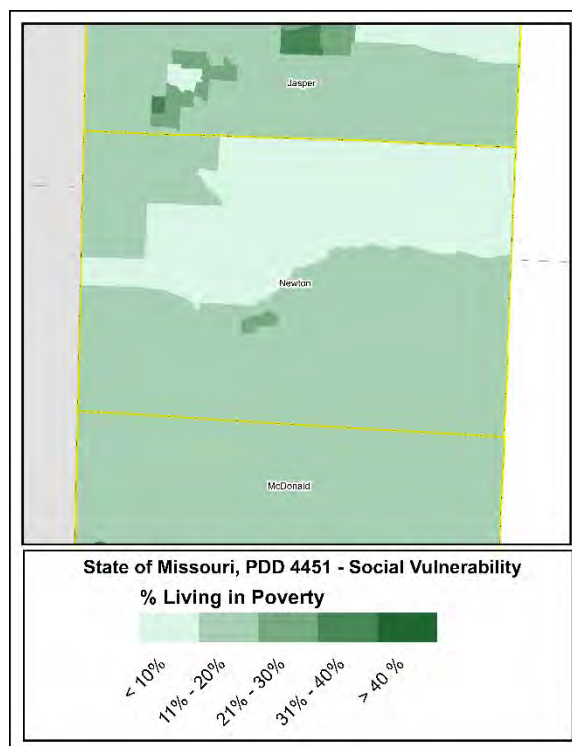 Jasper
Newton
McDonald
State of Missouri, PDD 4451 - Social Vulnerability
% Living in Poverty
< 10%
11% - 20%
21% - 30%
31% - 40%
> 40 %